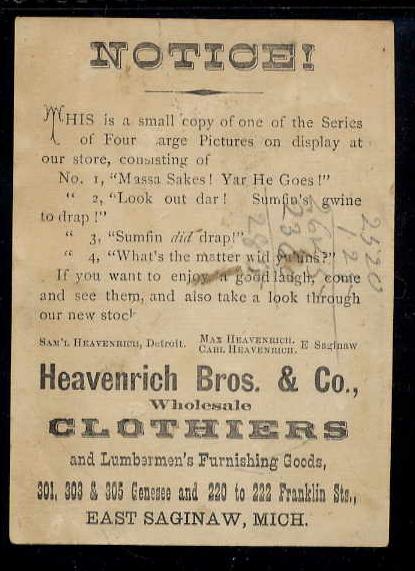 NOTICE!
THIS is a small copy of one of the Series
of Four arge Pictures on display at
our store, consisting of
No. 1, “Massa Sakes! Yar He Goes!”
“ 2, “Look out dar! Sumfin's gwine
to drap!”
“ 3, “Sumfin did drap!”
“ 4, “What's the matter wid you'uns?”
If you want to enjoy a good laugh, come
and see them, and also take a look through
our new stock
SAM'L HEAVENRICH, Detroit. MAX HEAVENRICH. CARL HEAVENRICH. E Saginaw
Heavenrich Bros. & Co.,
Wholesale
CLOTHIERS
and Lumbermen's Furnishing Goods,
301, 303 & 305 Genesee and 220 to 222 Franklin Sts.,
EAST SAGINAW, MICH.
2520